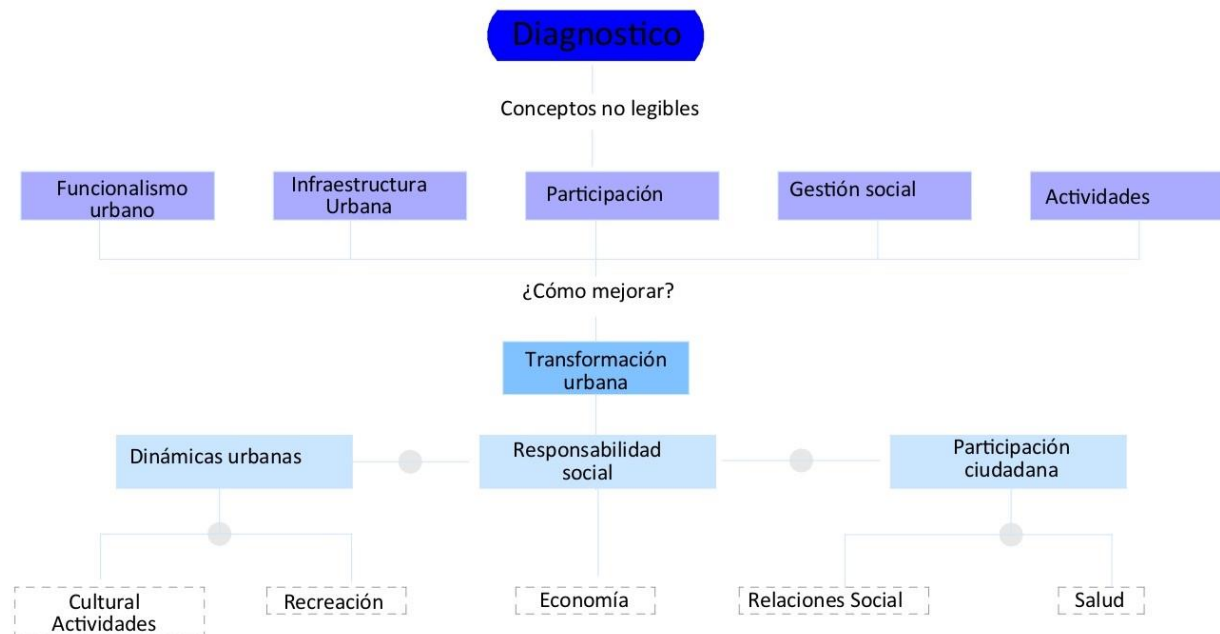 Diagnostico
Conceptos no legibles
Funcionalismo
urbano
Infraestructura
Urbana
Participación
Gestión social
Actividades
¿Cómo mejorar?
Transformación
urbana
Dinámicas urbanas
Responsabilidad
social
Participación
ciudadana
Cultural
Actividades
Recreación
Economía
Relaciones Social
Salud